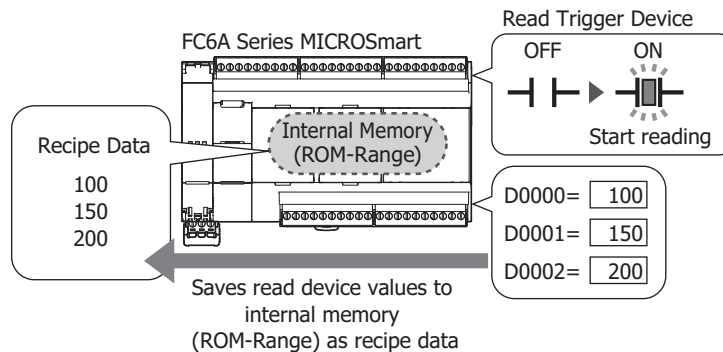 Read Trigger Device
FC6A Series MICROSmart
OFF
ON
Start reading
Internal Memory
(ROM-Range)
Recipe Data
100
150
200
D0000= 100
D0001= 150
D0002= 200
Saves read device values to
internal memory
(ROM-Range) as recipe data